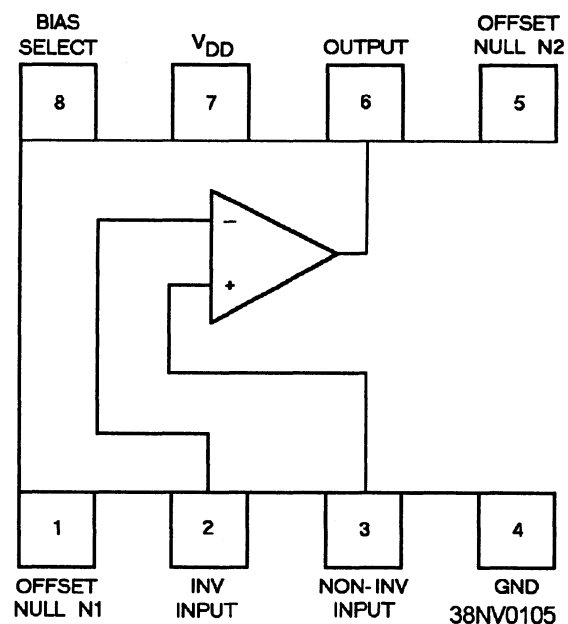 BIAS
SELECT
VDD
OUTPUT
OFFSET
NULL N2
8
7
6
5
−
+
1
2
3
4
OFFSET
NULL N1
INV
INPUT
NON-INV
INPUT
GND
38NV0105